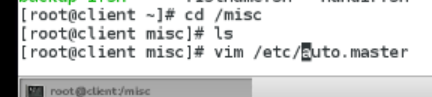 [root@client ~]# cd /misc
[root@client misc]# ls
[root@client misc]# vim /etc/auto.master
root@client:/misc